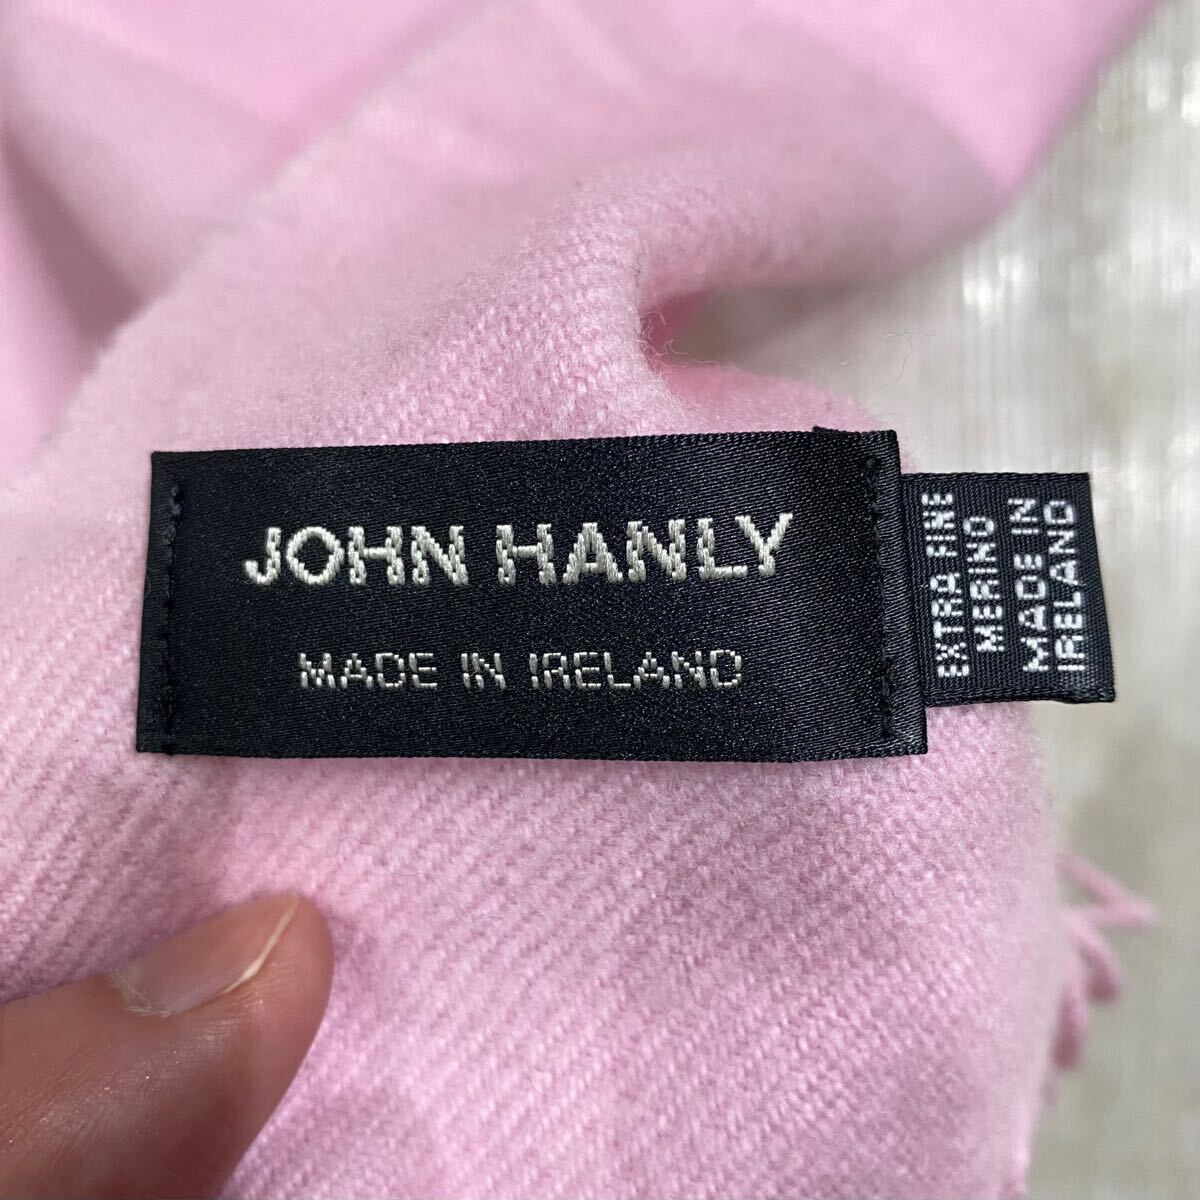 JOHN HANLY
MADE IN IRELAND
EXTRA FINE
MERINO
MADE IN
IRELAND